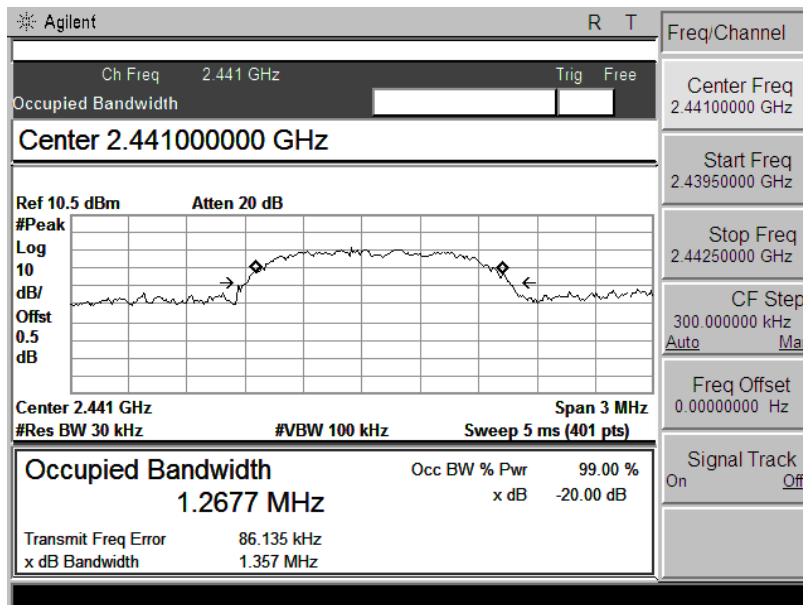 Agilent R T
Ch Freq 2.441 GHz Trig Free
Occupied Bandwidth
Center 2.441000000 GHz
Ref 10.5 dBm Atten 20 dB
#Peak
Log
10
dB/
Offst
0.5
dB
Center 2.441 GHz Span 3 MHz
#Res BW 30 kHz #VBW 100 kHz Sweep 5 ms (401 pts)
Occupied Bandwidth Occ BW % Pwr 99.00 %
1.2677 MHz x dB -20.00 dB
Transmit Freq Error 86.135 kHz
x dB Bandwidth 1.357 MHz
Freq/Channel
Center Freq
2.44100000 GHz
Start Freq
2.43950000 GHz
Stop Freq
2.44250000 GHz
CF Step
300.000000 kHz
Auto Ma
Freq Offset
0.00000000 Hz
Signal Track
On Off